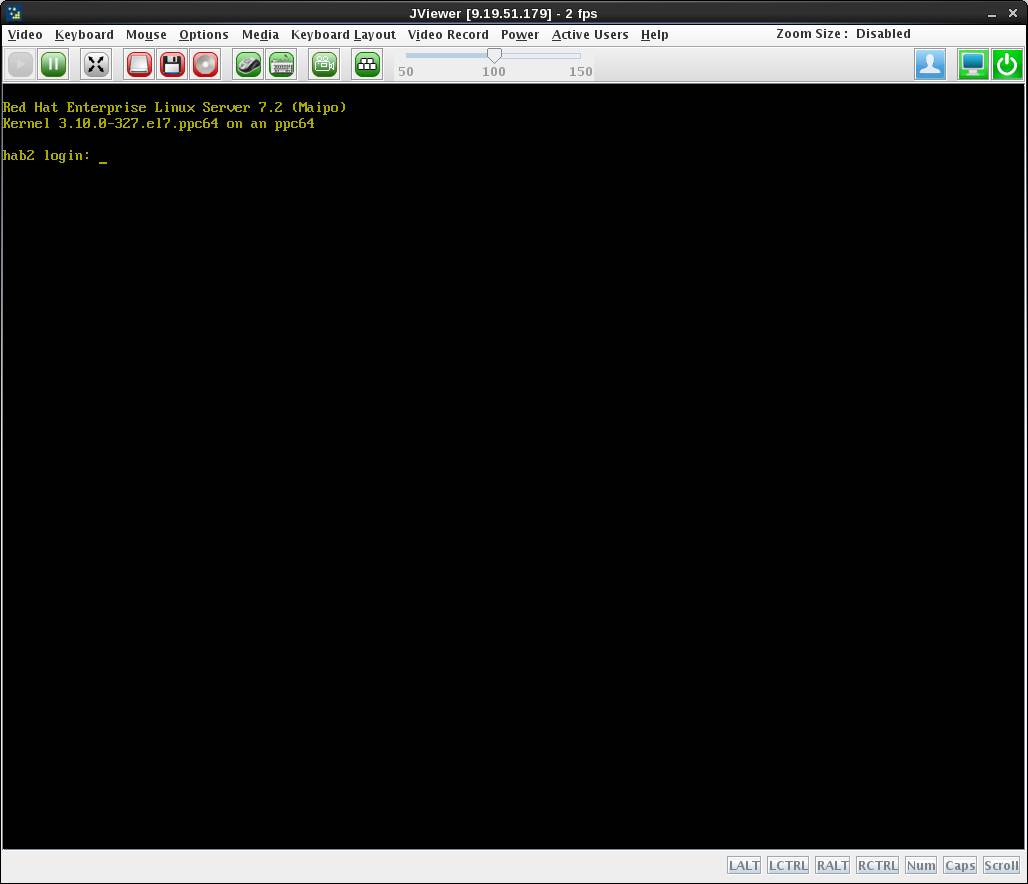 JViewer [9.19.51.179] - 2 fps
Video Keyboard Mouse Options Media Keyboard Layout Video Record Power Active Users Help Zoom Size : Disabled
50 100 150
Red Hat Enterprise Linux Server 7.2 (Maipo)
Kernel 3.10.0-327.el7.ppc64 on an ppc64
hab2 login: _
LALT LCTRL RALT RCTRL Num Caps Scroll